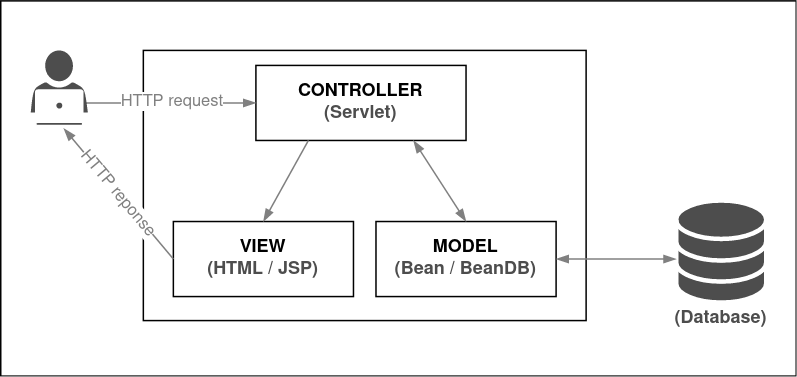 CONTROLLER
(Servlet)
HTTP request
HTTP reponse
VIEW
(HTML / JSP)
MODEL
(Bean / BeanDB)
(Database)